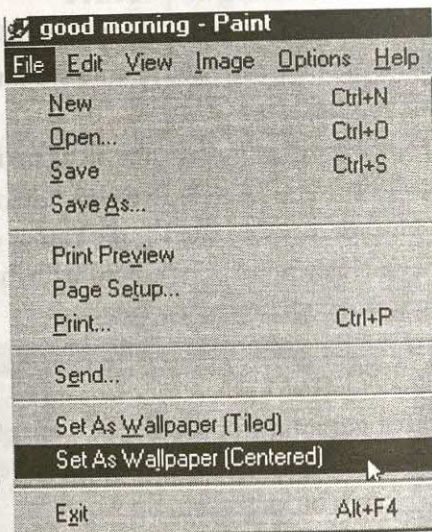 good morning - Paint
File Edit View Image Options Help
New Ctrl+N
Open...
Ctrl+O
Save Ctrl+S
Save As...
Print Preview
Page Setup...
Print... Ctrl+P
Send...
Set As Wallpaper (Tiled)
Set As Wallpaper (Centered)
Exit Alt+F4